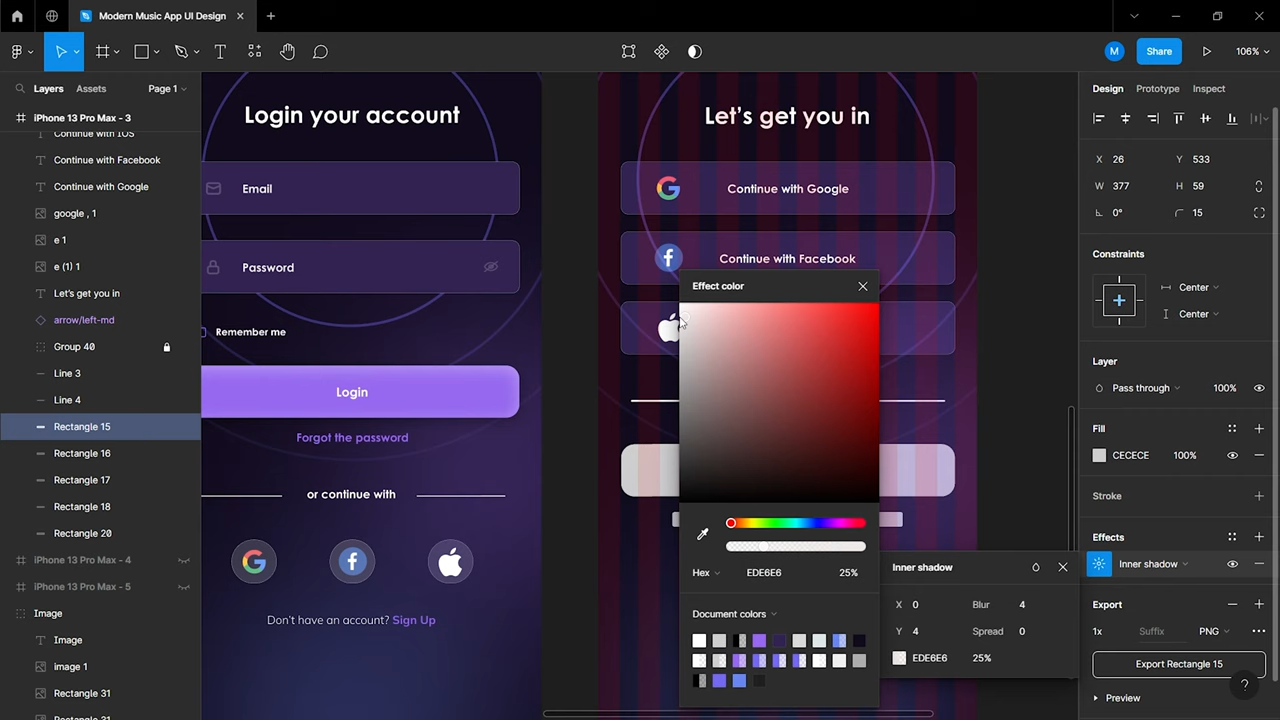 Modern Music App UI Design
M
Share
106%
Layers
Assets
Page 1
iPhone 13 Pro Max - 3
Continue with IOS
Continue with Facebook
Continue with Google
google , 1
e 1
e (1) 1
Let's get you in
arrow/left-md
Group 40
Line 3
Line 4
Rectangle 15
Rectangle 16
Rectangle 17
Rectangle 18
Rectangle 20
iPhone 13 Pro Max - 4
iPhone 13 Pro Max - 5
Image
Image
image 1
Rectangle 31
Login your account
Email
Password
Remember me
Login
Forgot the password
or continue with
Don't have an account? Sign Up
Let's get you in
Continue with Google
Continue with Facebook
Effect color
Hex
EDE6E6
25%
Document colors
Inner shadow
X 0 Blur 4
Y 4 Spread 0
EDE6E6 25%
Design
Prototype
Inspect
X 26 Y 533
W 377 H 59
0° 15
Constraints
Center
Center
Layer
Pass through 100%
Fill
CECECE 100%
Stroke
Effects
Inner shadow
Export
1x Suffix PNG
Export Rectangle 15
Preview
?